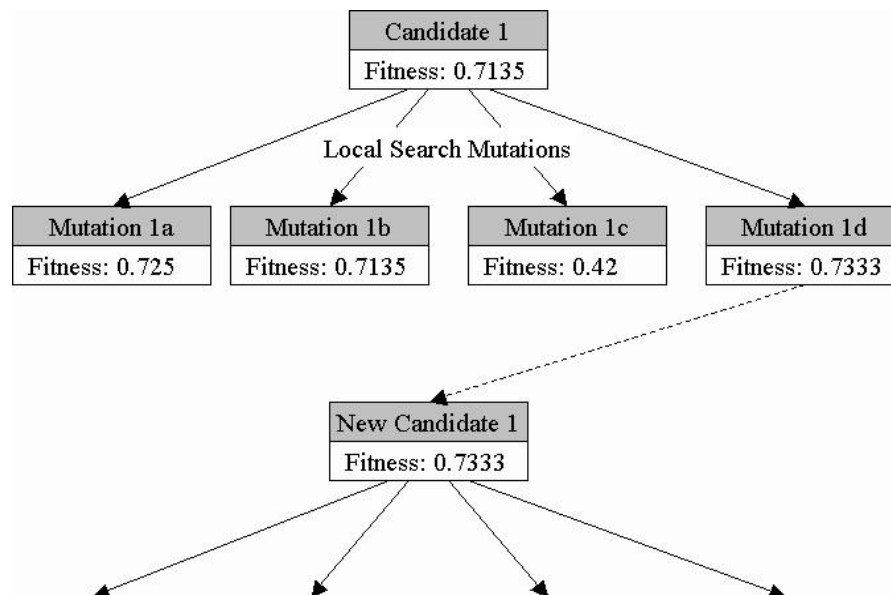 Candidate 1
Fitness: 0.7135
Local Search Mutations
Mutation 1a
Fitness: 0.725
Mutation 1b
Fitness: 0.7135
Mutation 1c
Fitness: 0.42
Mutation 1d
Fitness: 0.7333
New Candidate 1
Fitness: 0.7333